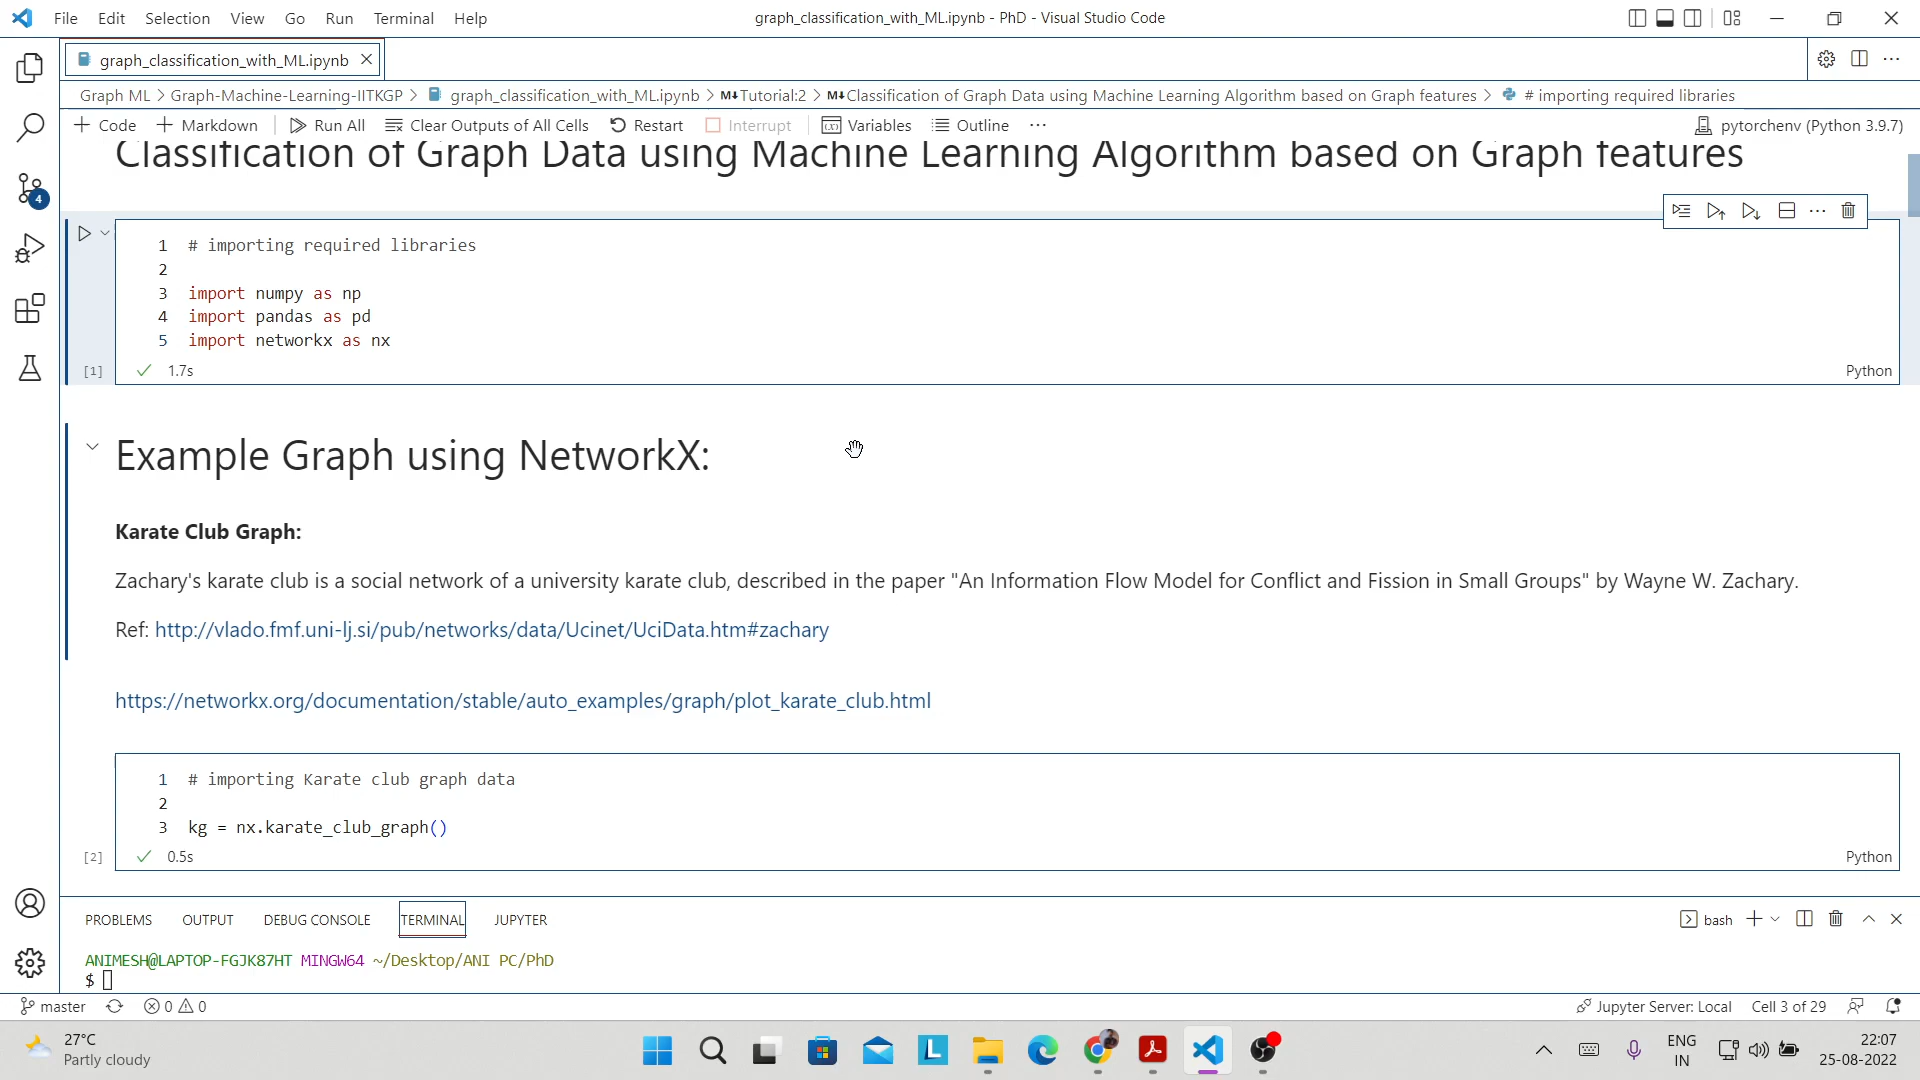 File Edit Selection View Go Run Terminal Help
graph_classification_with_ML.ipynb - PhD - Visual Studio Code
graph_classification_with_ML.ipynb
Graph ML > Graph-Machine-Learning-IITKGP > graph_classification_with_ML.ipynb > M↓Tutorial:2 > M↓Classification of Graph Data using Machine Learning Algorithm based on Graph features > # importing required libraries
+ Code + Markdown Run All Clear Outputs of All Cells Restart Interrupt Variables Outline ···
pytorchenv (Python 3.9.7)
Classification of Graph Data using Machine Learning Algorithm based on Graph features
4
1 # importing required libraries
2
3 import numpy as np
4 import pandas as pd
5 import networkx as nx
[1] 1.7s Python
Example Graph using NetworkX:
Karate Club Graph:
Zachary's karate club is a social network of a university karate club, described in the paper "An Information Flow Model for Conflict and Fission in Small Groups" by Wayne W. Zachary.
Ref: http://vlado.fmf.uni-lj.si/pub/networks/data/Ucinet/UciData.htm#zachary
https://networkx.org/documentation/stable/auto_examples/graph/plot_karate_club.html
1 # importing Karate club graph data
2
3 kg = nx.karate_club_graph()
[2] 0.5s Python
PROBLEMS OUTPUT DEBUG CONSOLE TERMINAL JUPYTER
bash
ANIMESH@LAPTOP-FGJK87HT MINGW64 ~/Desktop/ANI PC/PhD
$
master 0 0
Jupyter Server: Local Cell 3 of 29
27°C
Partly cloudy
ENG
IN
22:07
25-08-2022